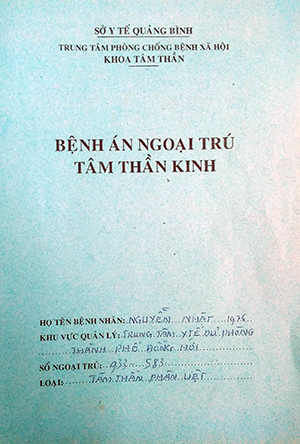 SỞ Y TẾ QUẢNG BÌNH
TRUNG TÂM PHÒNG CHỐNG BỆNH XÃ HỘI
KHOA TÂM THẦN
BỆNH ÁN NGOẠI TRÚ
TÂM THẦN KINH
HỌ TÊN BỆNH NHÂN: NGUYỄN NHẬT 1976
KHU VỰC QUẢN LÝ: TRUNG TÂM Y TẾ DỰ PHÒNG
THÀNH PHỐ ĐỒNG HỚI
SỐ NGOẠI TRÚ: 933 - 583
LOẠI: TÂM THẦN PHÂN LIỆT